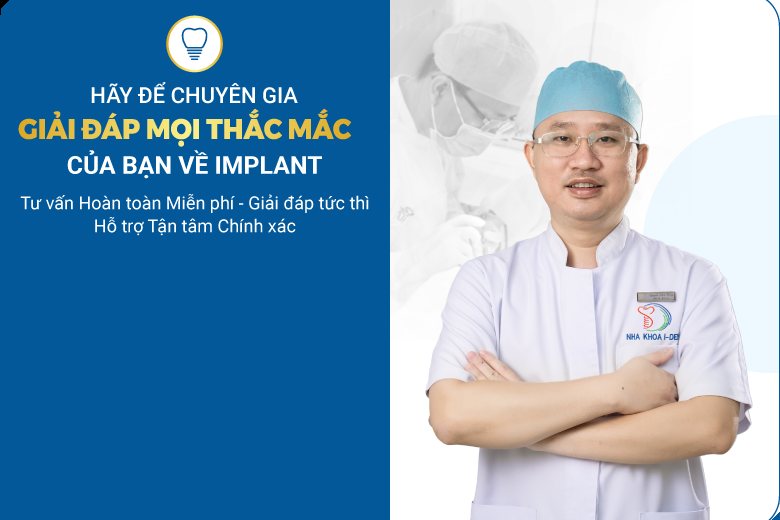 HÃY ĐỂ CHUYÊN GIA
GIẢI ĐÁP MỌI THẮC MẮC
CỦA BẠN VỀ IMPLANT
Tư vấn Hoàn toàn Miễn phí - Giải đáp tức thì
Hỗ trợ Tận tâm Chính xác
NHA KHOA I-DEN